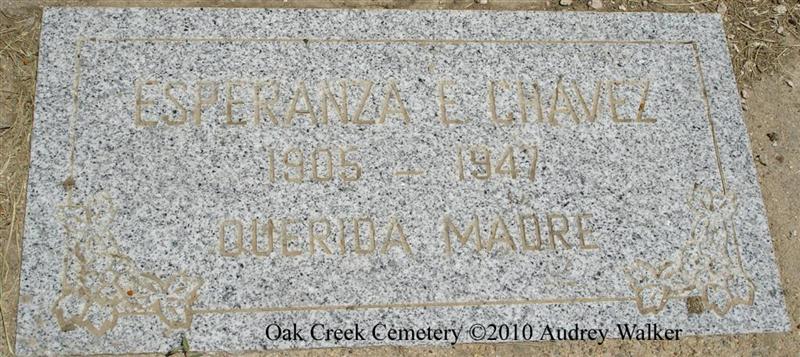 ESPERANZA E CHAVEZ
1905 – 1947
QUERIDA MADRE
Oak Creek Cemetery ©2010 Audrey Walker